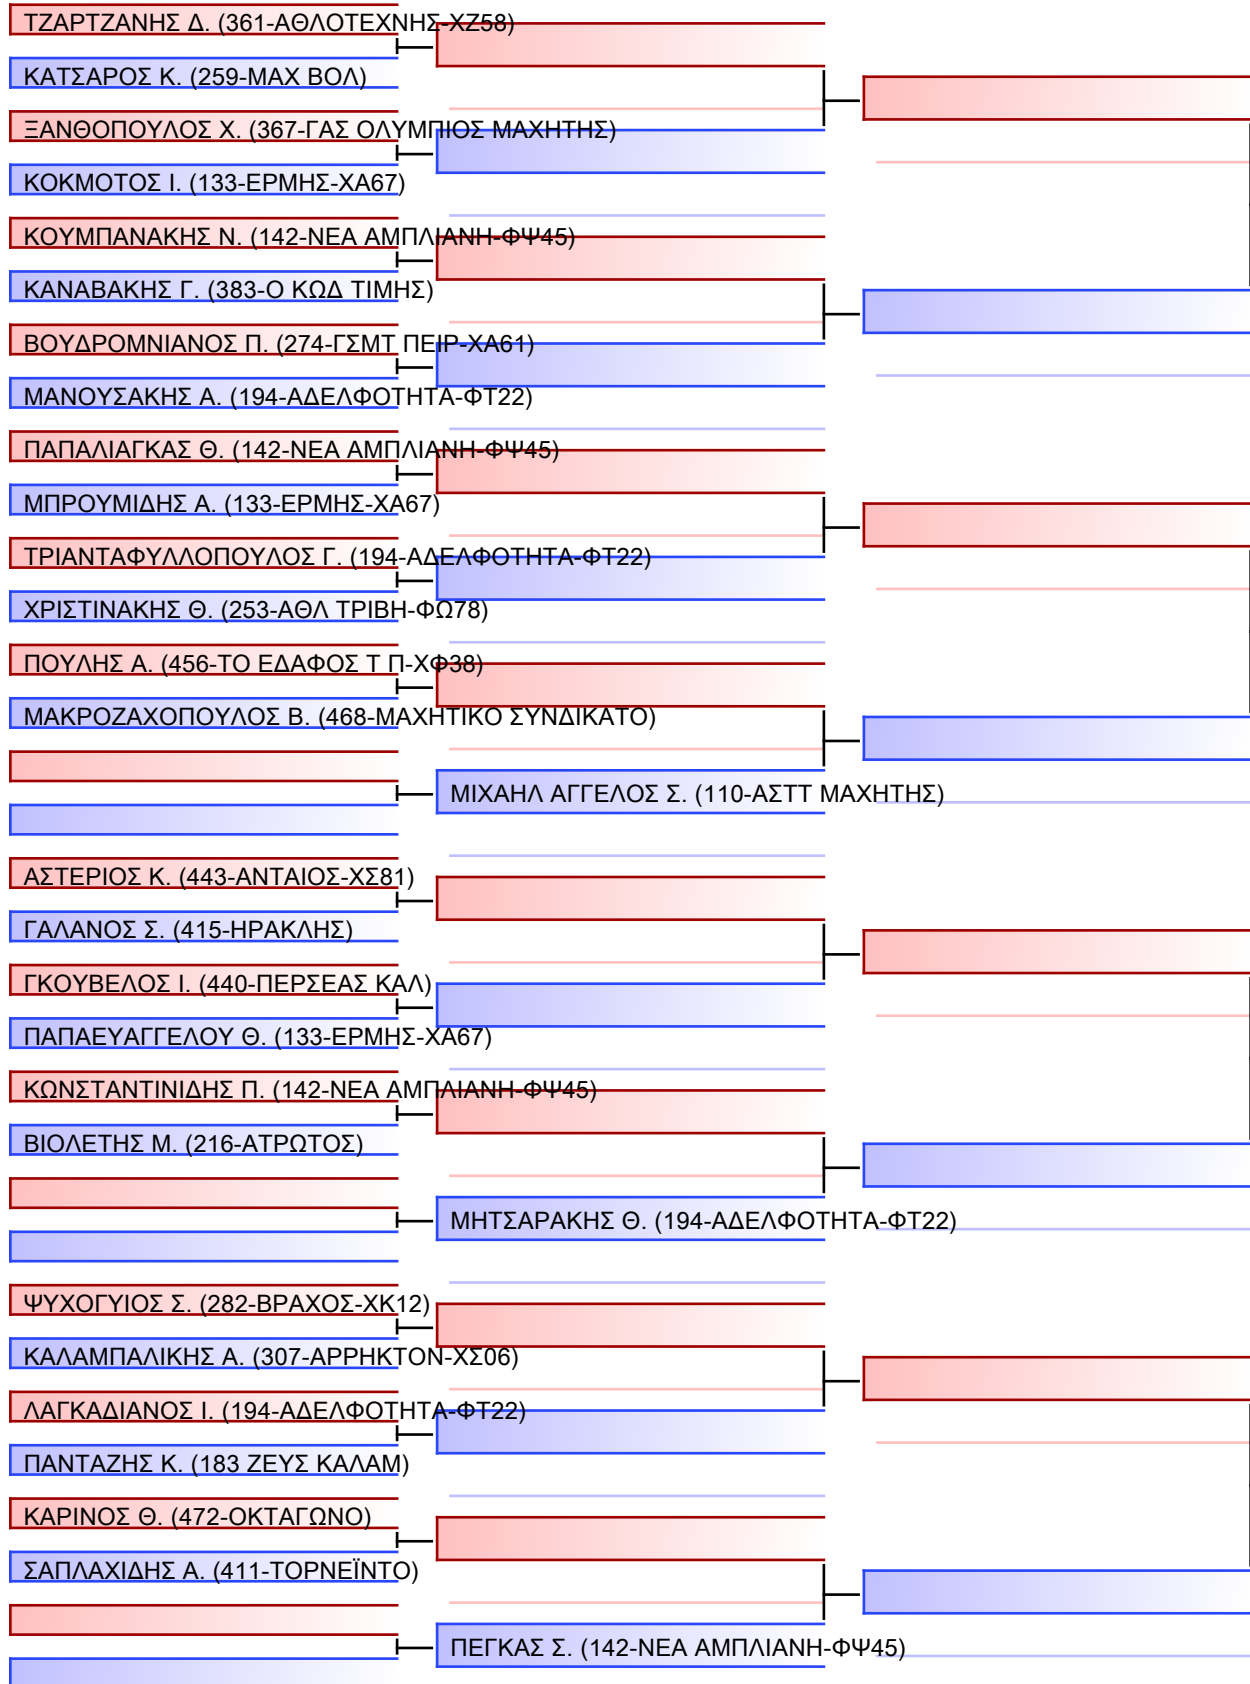 ΤΖΑΡΤΖΑΝΗΣ Δ. (361-ΑΘΛΟΤΕΧΝΗΣ-ΧΖ58)
ΚΑΤΣΑΡΟΣ Κ. (259-ΜΑΧ ΒΟΛ)
ΞΑΝΘΟΠΟΥΛΟΣ Χ. (367-ΓΑΣ ΟΛΥΜΠΙΟΣ ΜΑΧΗΤΗΣ)
ΚΟΚΜΟΤΟΣ Ι. (133-ΕΡΜΗΣ-ΧΑ67)
ΚΟΥΜΠΑΝΑΚΗΣ Ν. (142-ΝΕΑ ΑΜΠΛΙΑΝΗ-ΦΨ45)
ΚΑΝΑΒΑΚΗΣ Γ. (383-Ο ΚΩΔ ΤΙΜΗΣ)
ΒΟΥΔΡΟΜΝΙΑΝΟΣ Π. (274-ΓΣΜΤ ΠΕΙΡ-ΧΑ61)
ΜΑΝΟΥΣΑΚΗΣ Α. (194-ΑΔΕΛΦΟΤΗΤΑ-ΦΤ22)
ΠΑΠΑΛΙΑΓΚΑΣ Θ. (142-ΝΕΑ ΑΜΠΛΙΑΝΗ-ΦΨ45)
ΜΠΡΟΥΜΙΔΗΣ Α. (133-ΕΡΜΗΣ-ΧΑ67)
ΤΡΙΑΝΤΑΦΥΛΛΟΠΟΥΛΟΣ Γ. (194-ΑΔΕΛΦΟΤΗΤΑ-ΦΤ22)
ΧΡΙΣΤΙΝΑΚΗΣ Θ. (253-ΑΘΛ ΤΡΙΒΗ-ΦΩ78)
ΠΟΥΛΗΣ Α. (456-ΤΟ ΕΔΑΦΟΣ Τ Π-ΧΦ38)
ΜΑΚΡΟΖΑΧΟΠΟΥΛΟΣ Β. (468-ΜΑΧΗΤΙΚΟ ΣΥΝΔΙΚΑΤΟ)
ΜΙΧΑΗΛ ΑΓΓΕΛΟΣ Σ. (110-ΑΣΤΤ ΜΑΧΗΤΗΣ)
ΑΣΤΕΡΙΟΣ Κ. (443-ΑΝΤΑΙΟΣ-ΧΣ81)
ΓΑΛΑΝΟΣ Σ. (415-ΗΡΑΚΛΗΣ)
ΓΚΟΥΒΕΛΟΣ Ι. (440-ΠΕΡΣΕΑΣ ΚΑΛ)
ΠΑΠΑΕΥΑΓΓΕΛΟΥ Θ. (133-ΕΡΜΗΣ-ΧΑ67)
ΚΩΝΣΤΑΝΤΙΝΙΔΗΣ Π. (142-ΝΕΑ ΑΜΠΛΙΑΝΗ-ΦΨ45)
ΒΙΟΛΕΤΗΣ Μ. (216-ΑΤΡΩΤΟΣ)
ΜΗΤΣΑΡΑΚΗΣ Θ. (194-ΑΔΕΛΦΟΤΗΤΑ-ΦΤ22)
ΨΥΧΟΓΥΙΟΣ Σ. (282-ΒΡΑΧΟΣ-ΧΚ12)
ΚΑΛΑΜΠΑΛΙΚΗΣ Α. (307-ΑΡΡΗΚΤΟΝ-ΧΣ06)
ΛΑΓΚΑΔΙΑΝΟΣ Ι. (194-ΑΔΕΛΦΟΤΗΤΑ-ΦΤ22)
ΠΑΝΤΑΖΗΣ Κ. (183 ΖΕΥΣ ΚΑΛΑΜ)
ΚΑΡΙΝΟΣ Θ. (472-ΟΚΤΑΓΩΝΟ)
ΣΑΠΛΑΧΙΔΗΣ Α. (411-ΤΟΡΝΕΪΝΤΟ)
ΠΕΓΚΑΣ Σ. (142-ΝΕΑ ΑΜΠΛΙΑΝΗ-ΦΨ45)